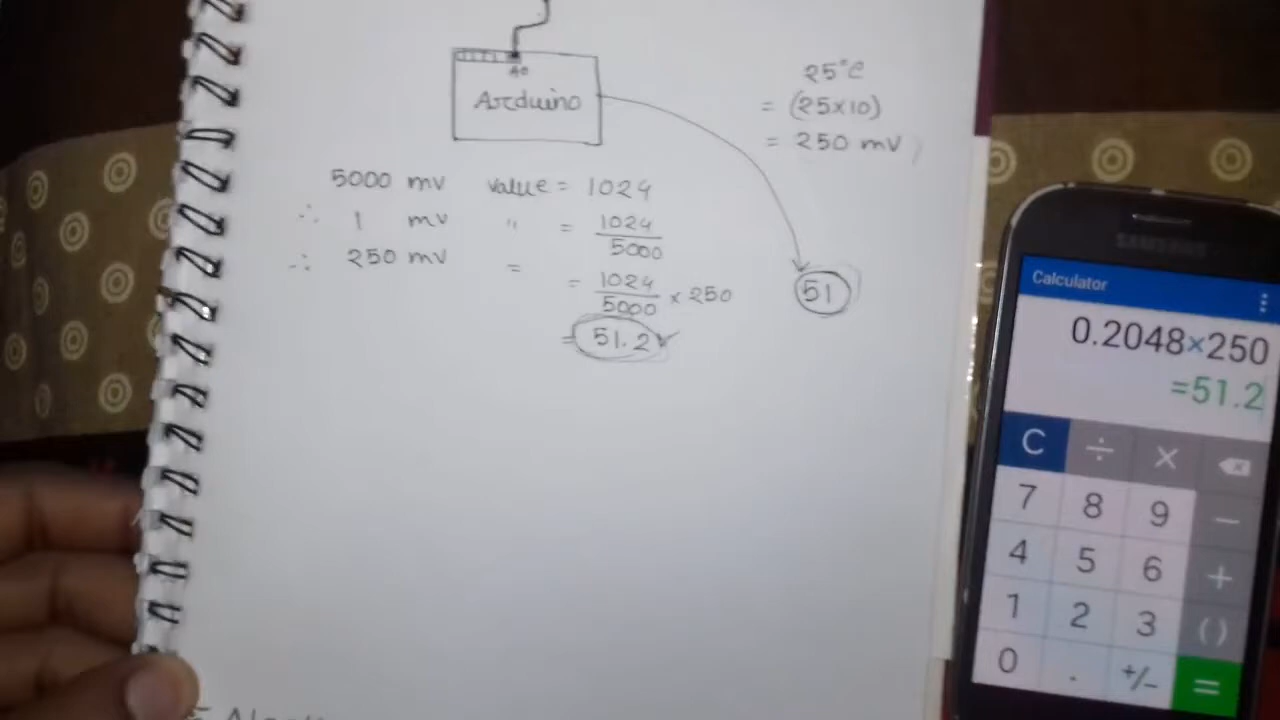 A0
Arduino
25°C
= (25×10)
= 250 mV
5000 mV value = 1024
∴ 1 mV " = 1024/5000
∴ 250 mV =
= 1024/5000 × 250
= 51.2
51
SAMSUNG
Calculator
0.2048×250
=51.2
C ÷ ×
7 8 9 −
4 5 6 +
1 2 3 ( )
0 . +/− =